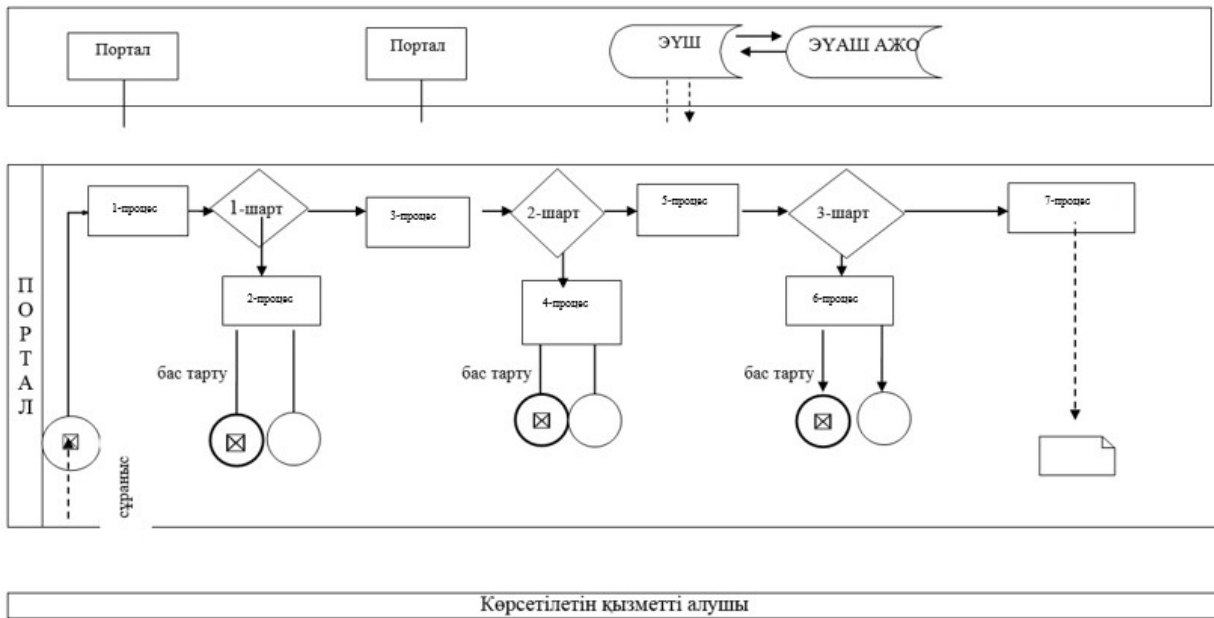 Портал
Портал
ЭҮШ
ЭҮАШ АЖО
ПОРТАЛ
1-процес
1-шарт
3-процес
2-шарт
5-процес
3-шарт
7-процес
2-процес
4-процес
6-процес
бас тарту
бас тарту
бас тарту
сұраныс
Көрсетілетін қызметті алушы